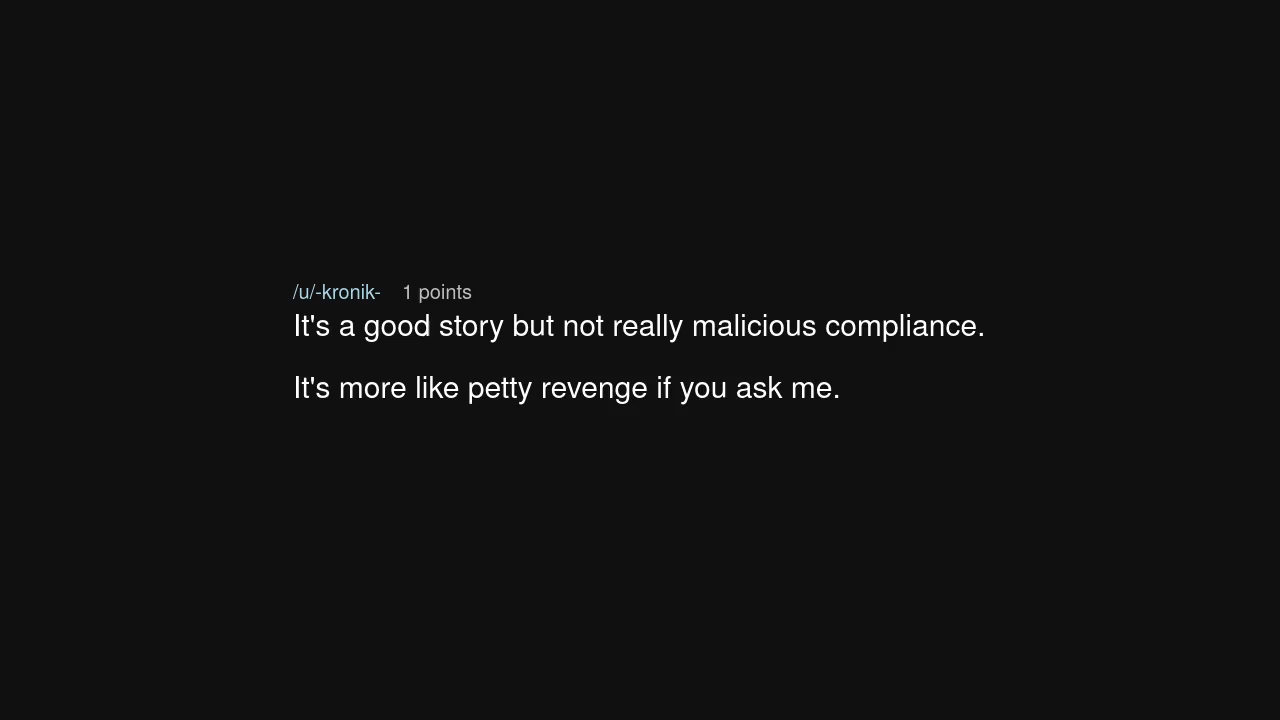 /u/-kronik- 1 points
It's a good story but not really malicious compliance.
It's more like petty revenge if you ask me.